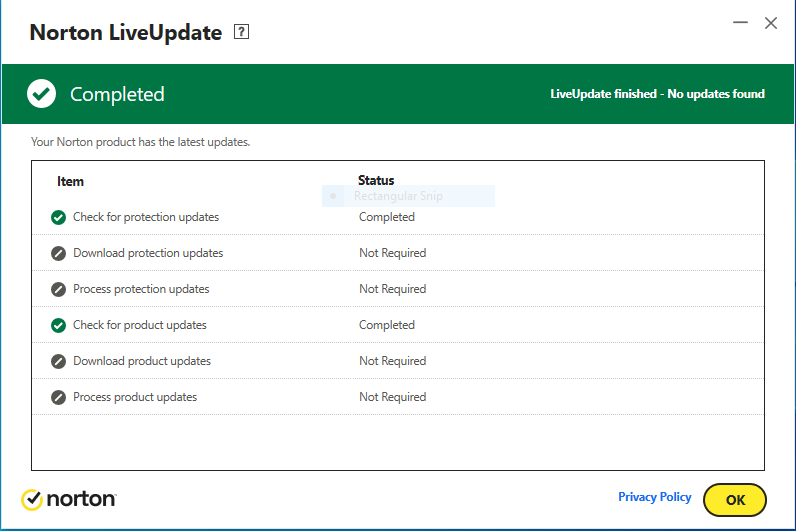 Norton LiveUpdate ?
Completed
LiveUpdate finished - No updates found
Your Norton product has the latest updates.
Item Status
Rectangular Snip
Check for protection updates Completed
Download protection updates Not Required
Process protection updates Not Required
Check for product updates Completed
Download product updates Not Required
Process product updates Not Required
norton
Privacy Policy
OK